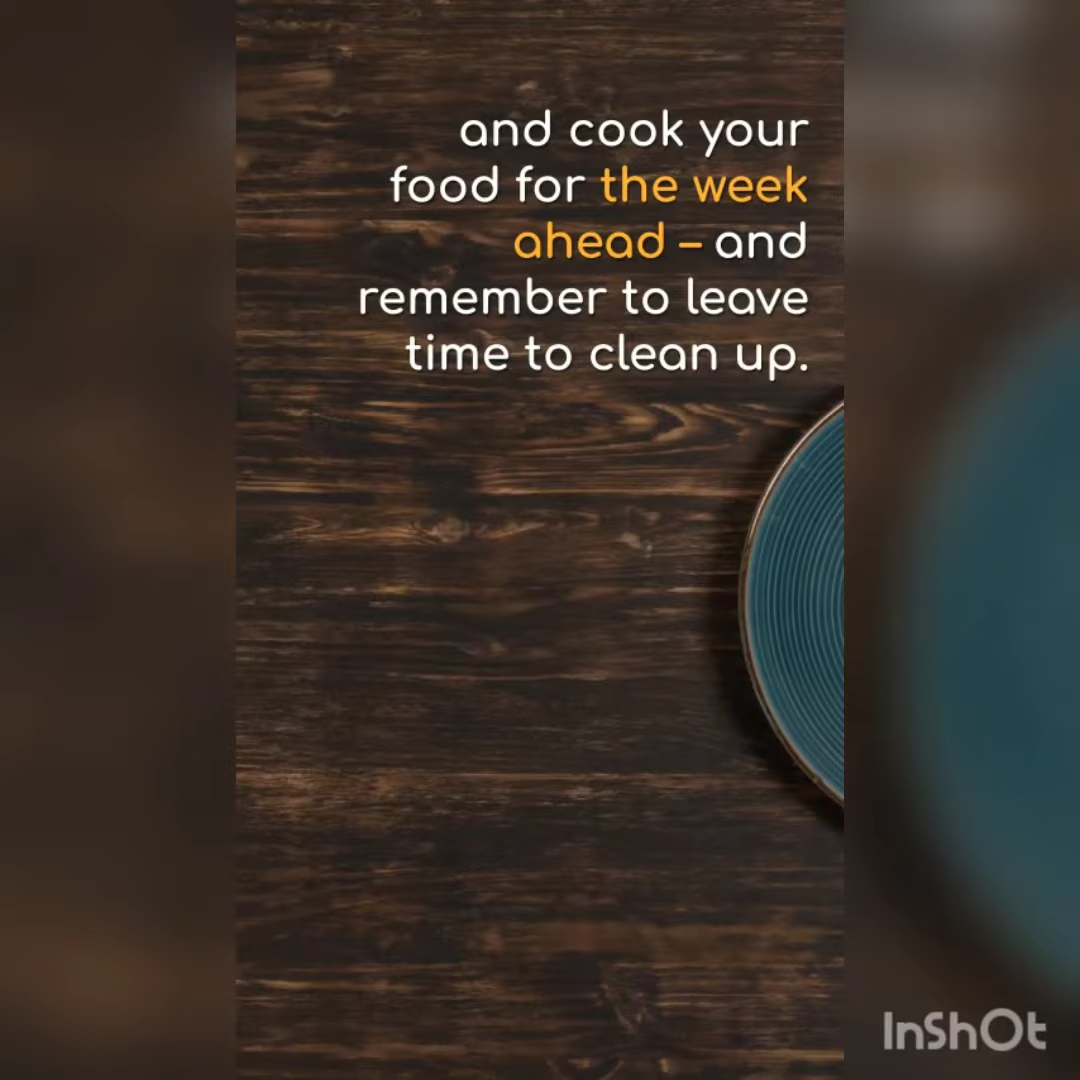 and cook your
food for the week
ahead – and
remember to leave
time to clean up.
InShOt